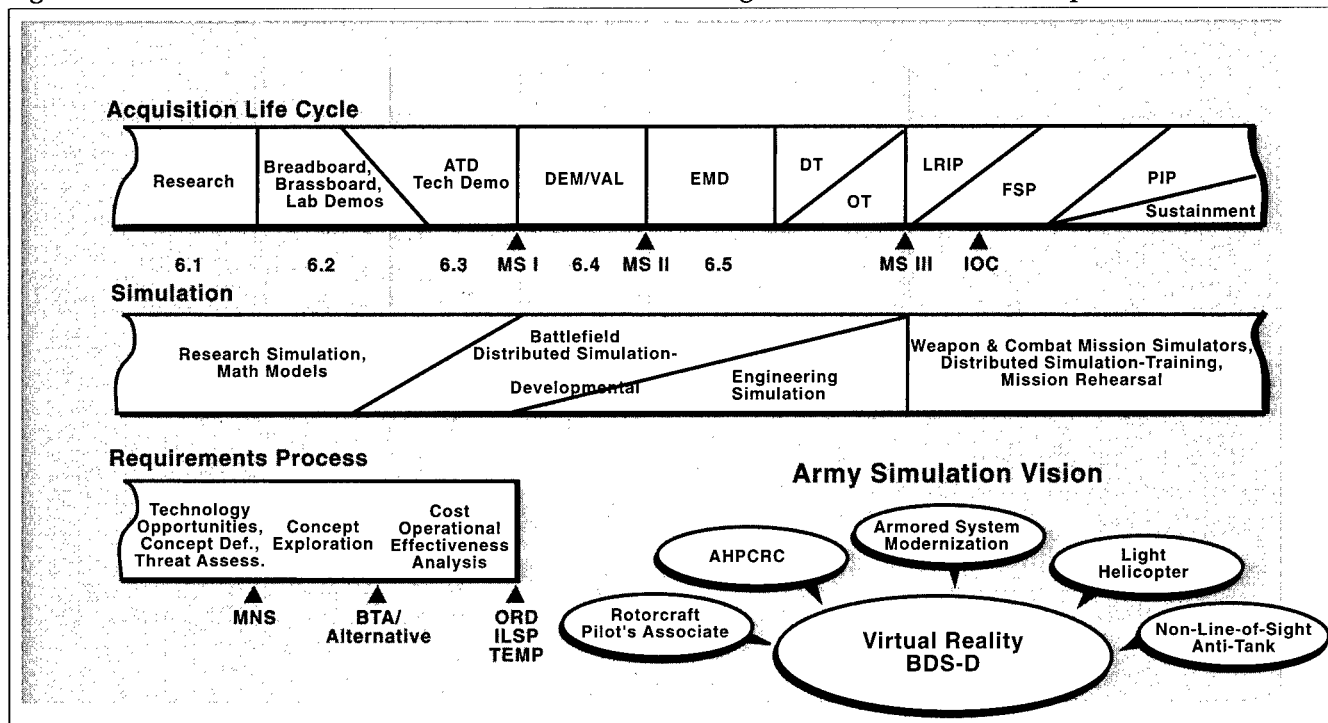 Acquisition Life Cycle
Research
Breadboard,
Brassboard,
Lab Demos
ATD
Tech Demo
DEM/VAL
EMD
DT
OT
LRIP
FSP
PIP
Sustainment
6.1
6.2
6.3
MS I
6.4
MS II
6.5
MS III
IOC
Simulation
Research Simulation,
Math Models
Battlefield
Distributed Simulation-
Developmental
Engineering
Simulation
Weapon & Combat Mission Simulators,
Distributed Simulation-Training,
Mission Rehearsal
Requirements Process
Technology
Opportunities,
Concept Def.,
Threat Assess.
Concept
Exploration
Cost
Operational
Effectiveness
Analysis
MNS
BTA/
Alternative
ORD
ILSP
TEMP
Army Simulation Vision
Rotorcraft
Pilot's Associate
AHPCRC
Armored System
Modernization
Light
Helicopter
Non-Line-of-Sight
Anti-Tank
Virtual Reality
BDS-D